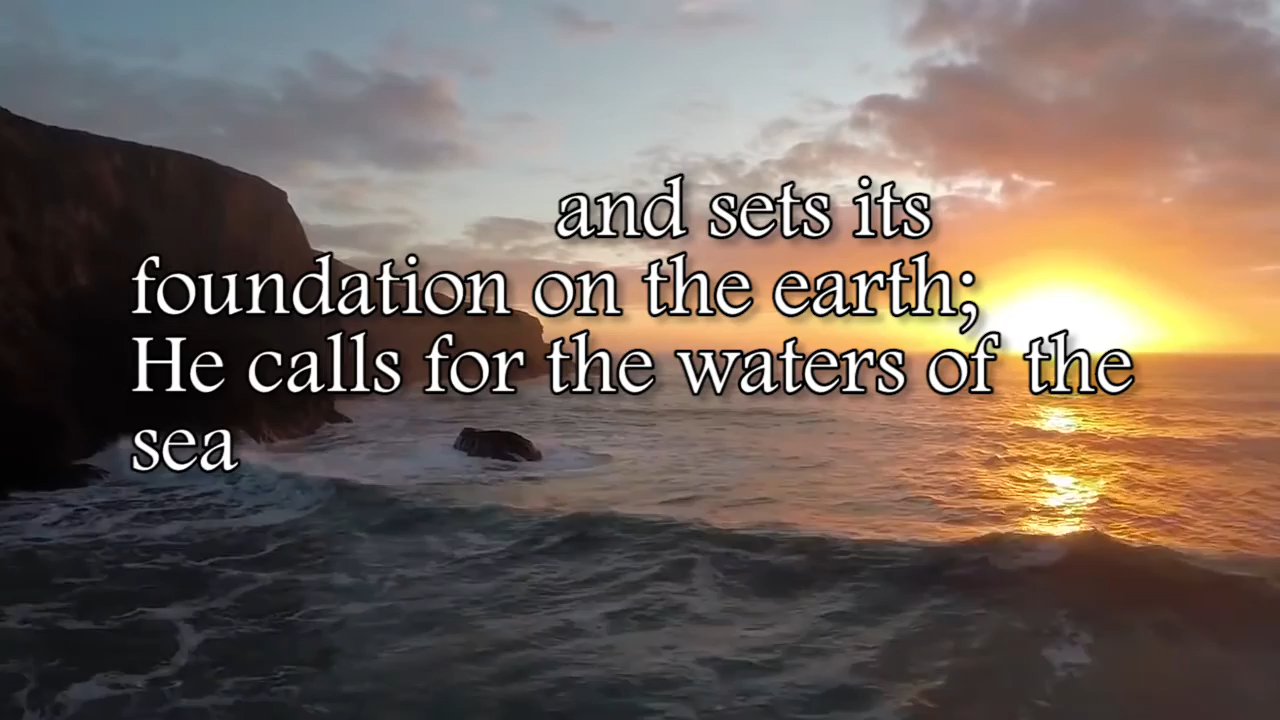 and sets its
foundation on the earth;
He calls for the waters of the
sea